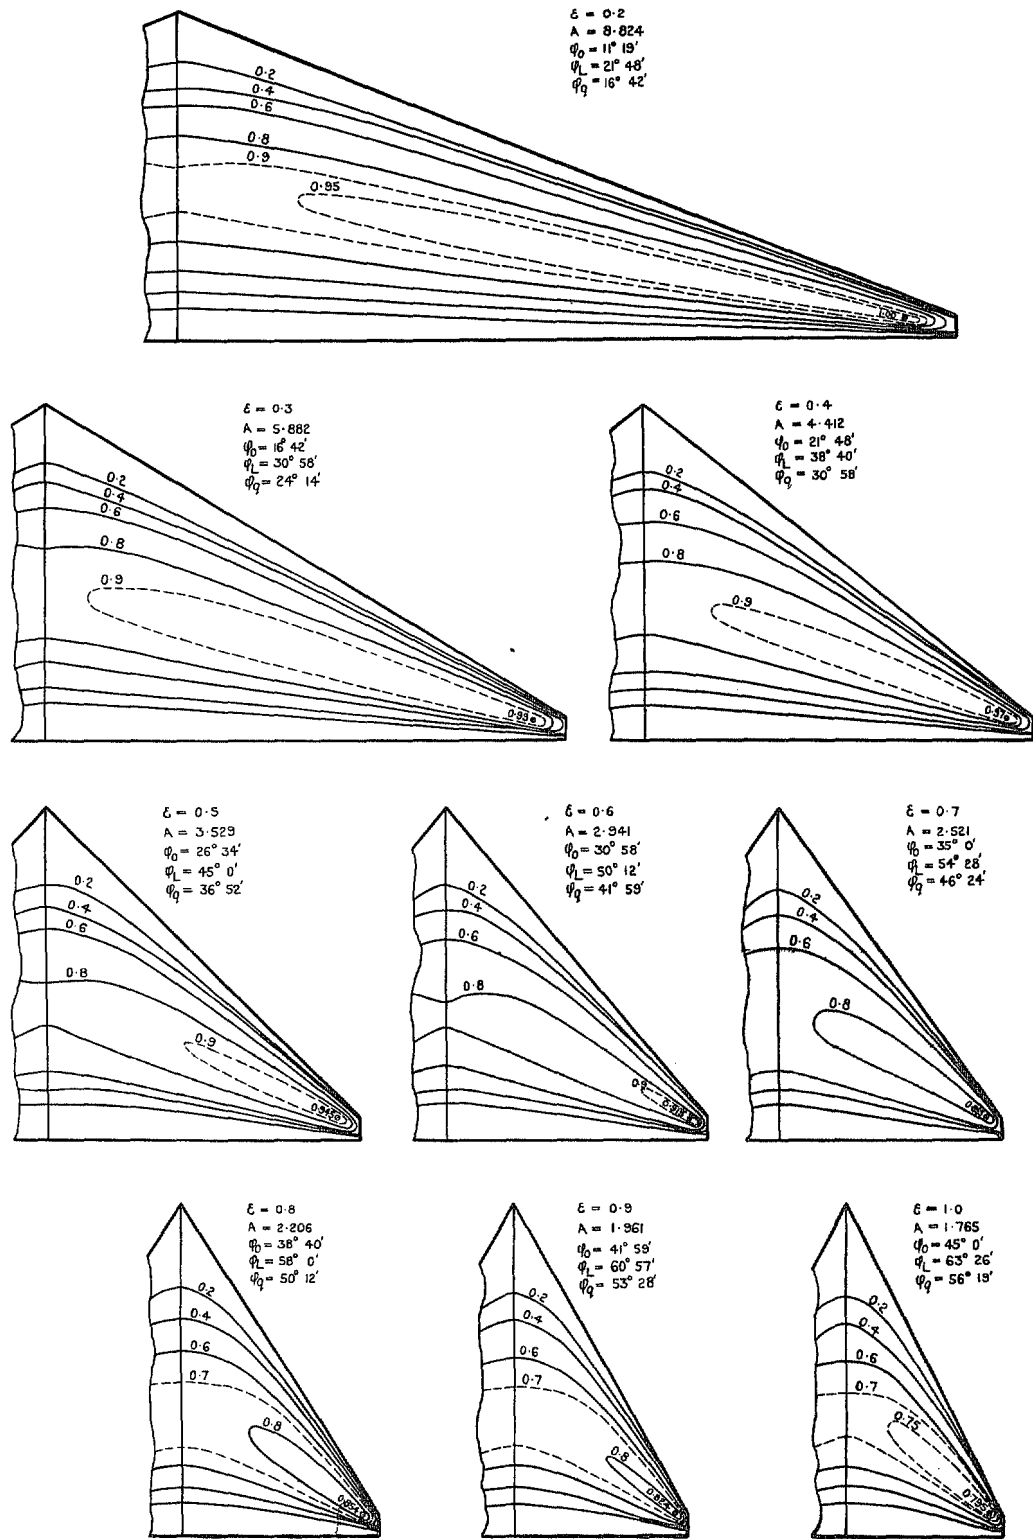 ε = 0·2
A = 8·824
φ₀ = 11° 19'
φL = 21° 48'
φq = 16° 42'
0·2
0·4
0·6
0·8
0·9
0·95
ε = 0·3
A = 5·882
φ₀ = 16° 42'
φL = 30° 58'
φq = 24° 14'
0·2
0·4
0·6
0·8
0·9
ε = 0·4
A = 4·412
φ₀ = 21° 48'
φL = 38° 40'
φq = 30° 58'
0·2
0·4
0·6
0·8
0·9
0·97
ε = 0·5
A = 3·529
φ₀ = 26° 34'
φL = 45° 0'
φq = 36° 52'
0·2
0·4
0·6
0·8
0·9
0·945
ε = 0·6
A = 2·941
φ₀ = 30° 58'
φL = 50° 12'
φq = 41° 59'
0·2
0·4
0·6
0·8
0·9
ε = 0·7
A = 2·521
φ₀ = 35° 0'
φL = 54° 28'
φq = 46° 24'
0·2
0·4
0·6
0·8
ε = 0·8
A = 2·206
φ₀ = 38° 40'
φL = 58° 0'
φq = 50° 12'
0·2
0·4
0·6
0·7
0·8
0·854
ε = 0·9
A = 1·961
φ₀ = 41° 59'
φL = 60° 57'
φq = 53° 28'
0·2
0·4
0·6
0·7
0·8
ε = 1·0
A = 1·765
φ₀ = 45° 0'
φL = 63° 26'
φq = 56° 19'
0·2
0·4
0·6
0·7
0·75
0·795